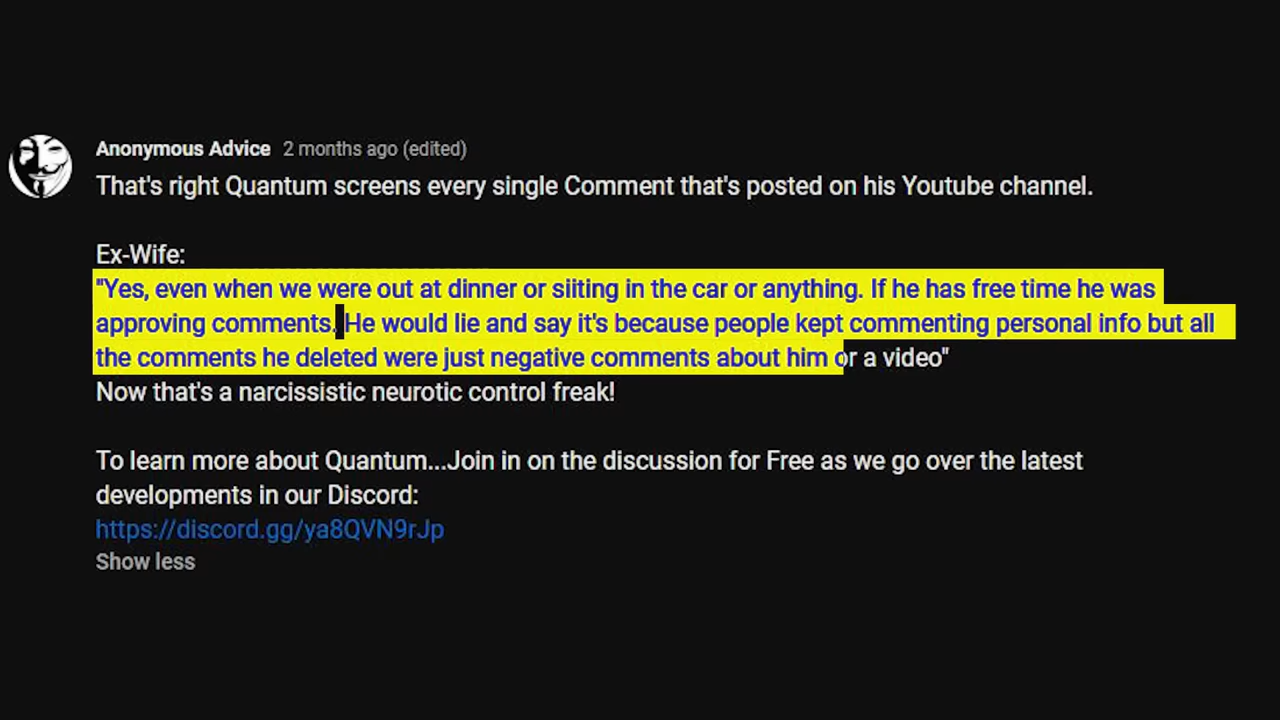 Anonymous Advice 2 months ago (edited)
That's right Quantum screens every single Comment that's posted on his Youtube channel.
Ex-Wife:
"Yes, even when we were out at dinner or siiting in the car or anything. If he has free time he was
approving comments. He would lie and say it's because people kept commenting personal info but all
the comments he deleted were just negative comments about him or a video"
Now that's a narcissistic neurotic control freak!
To learn more about Quantum...Join in on the discussion for Free as we go over the latest
developments in our Discord:
https://discord.gg/ya8QVN9rJp
Show less